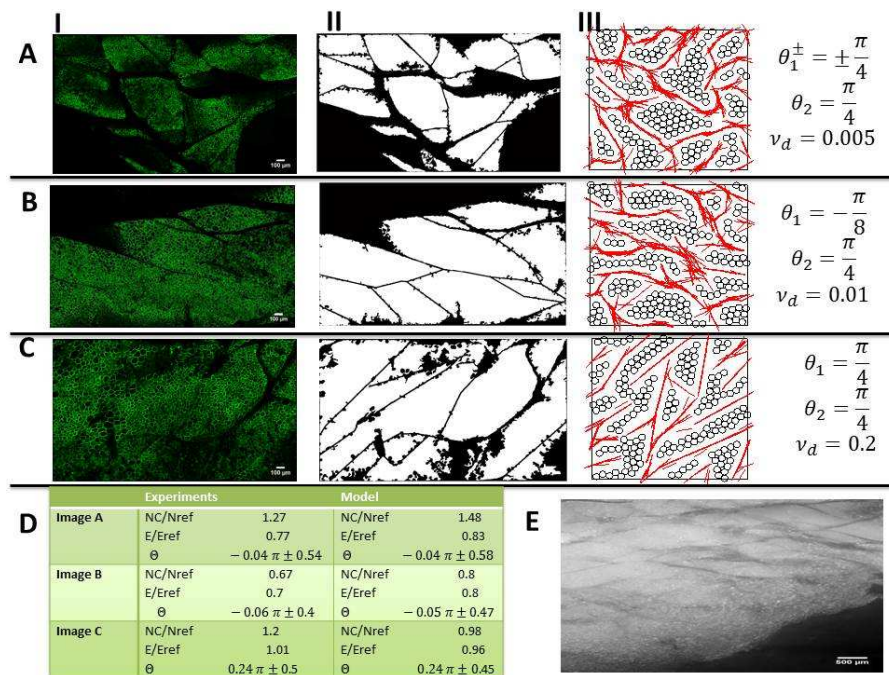 I II III
A
100 µm
θ₁± = ± π/4
θ₂ = π/4
ν_d = 0.005
B
100 µm
θ₁ = − π/8
θ₂ = π/4
ν_d = 0.01
C
100 µm
θ₁ = π/4
θ₂ = π/4
ν_d = 0.2
D
Experiments Model
Image A NC/Nref 1.27 NC/Nref 1.48
E/Eref 0.77 E/Eref 0.83
Θ − 0.04 π ± 0.54 Θ − 0.04 π ± 0.58
Image B NC/Nref 0.67 NC/Nref 0.8
E/Eref 0.7 E/Eref 0.8
Θ − 0.06 π ± 0.4 Θ − 0.05 π ± 0.47
Image C NC/Nref 1.2 NC/Nref 0.98
E/Eref 1.01 E/Eref 0.96
Θ 0.24 π ± 0.5 Θ 0.24 π ± 0.45
E
500 µm